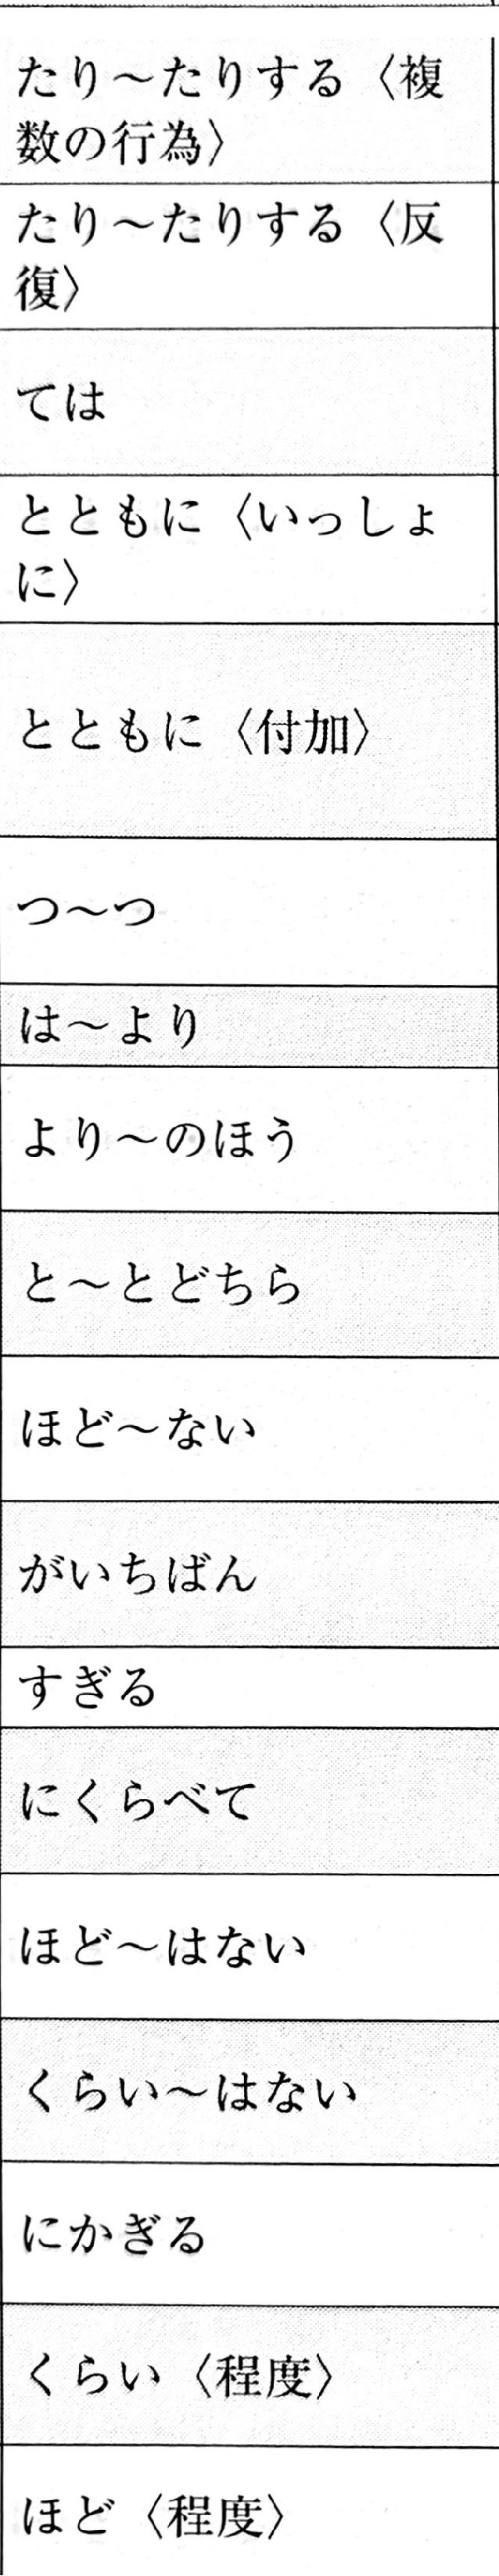 たり～たりする〈複
数の行為〉
たり～たりする〈反
復〉
ては
とともに〈いっしょ
に〉
とともに〈付加〉
つ～つ
は～より
より～のほう
と～とどちら
ほど～ない
がいちばん
すぎる
にくらべて
ほど～はない
くらい～はない
にかぎる
くらい〈程度〉
ほど〈程度〉